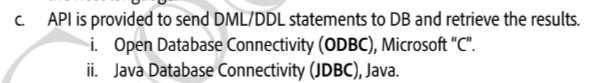 c. API is provided to send DML/DDL statements to DB and retrieve the results.
i. Open Database Connectivity (ODBC), Microsoft "C".
ii. Java Database Connectivity (JDBC), Java.